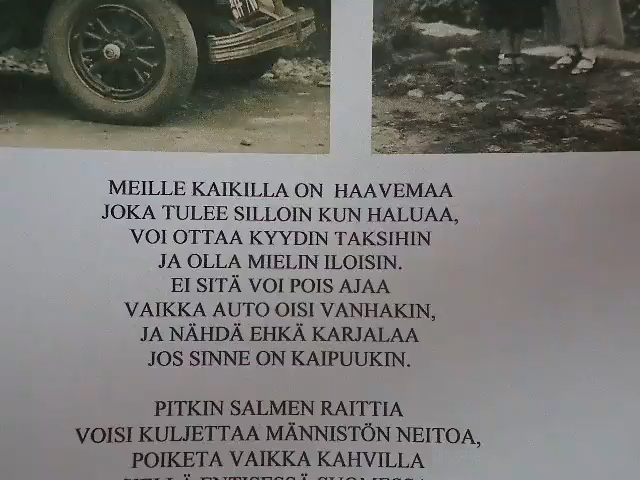 MEILLE KAIKILLA ON HAAVEMAA
JOKA TULEE SILLOIN KUN HALUAA,
VOI OTTAA KYYDIN TAKSIHIN
JA OLLA MIELIN ILOISIN.
EI SITÄ VOI POIS AJAA
VAIKKA AUTO OISI VANHAKIN,
JA NÄHDÄ EHKÄ KARJALAA
JOS SINNE ON KAIPUUKIN.
PITKIN SALMEN RAITTIA
VOISI KULJETTAA MÄNNISTÖN NEITOA,
POIKETA VAIKKA KAHVILLA